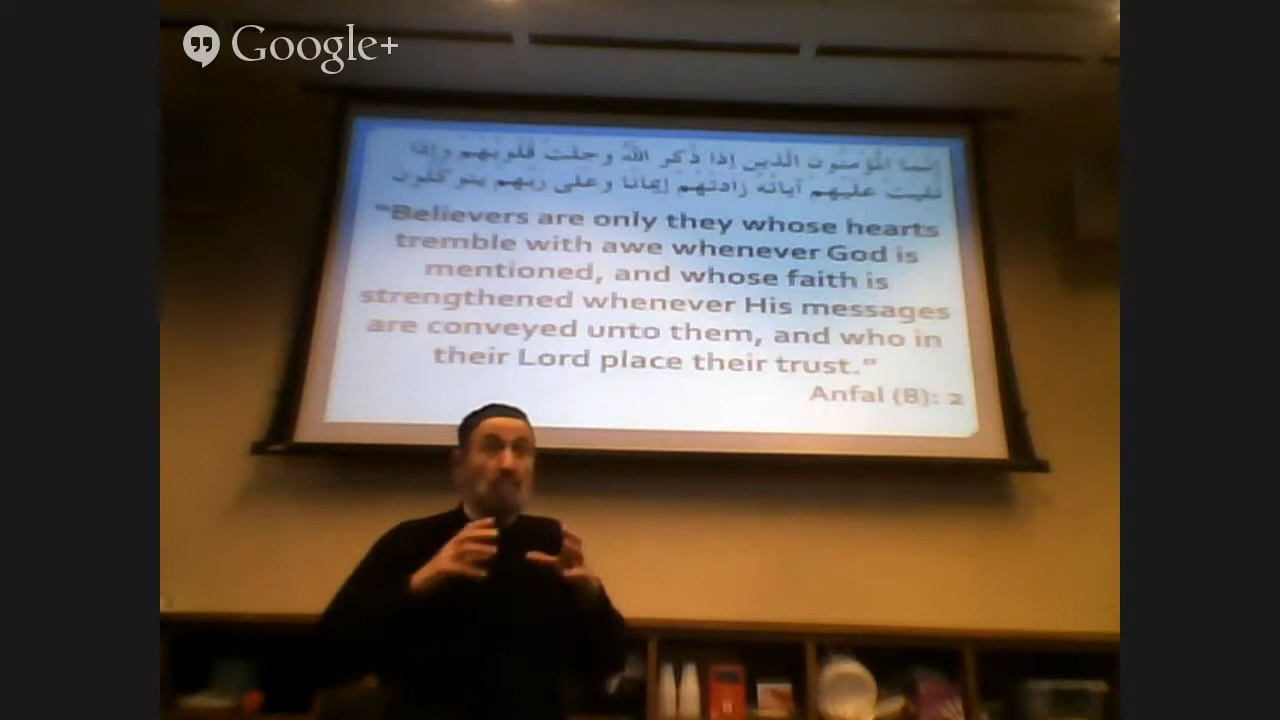 Google+
إنما المؤمنون الذين إذا ذكر الله وجلت قلوبهم وإذا
تليت عليهم آياته زادتهم إيمانا وعلى ربهم يتوكلون
"Believers are only they whose hearts
tremble with awe whenever God is
mentioned, and whose faith is
strengthened whenever His messages
are conveyed unto them, and who in
their Lord place their trust."
Anfal (8): 2